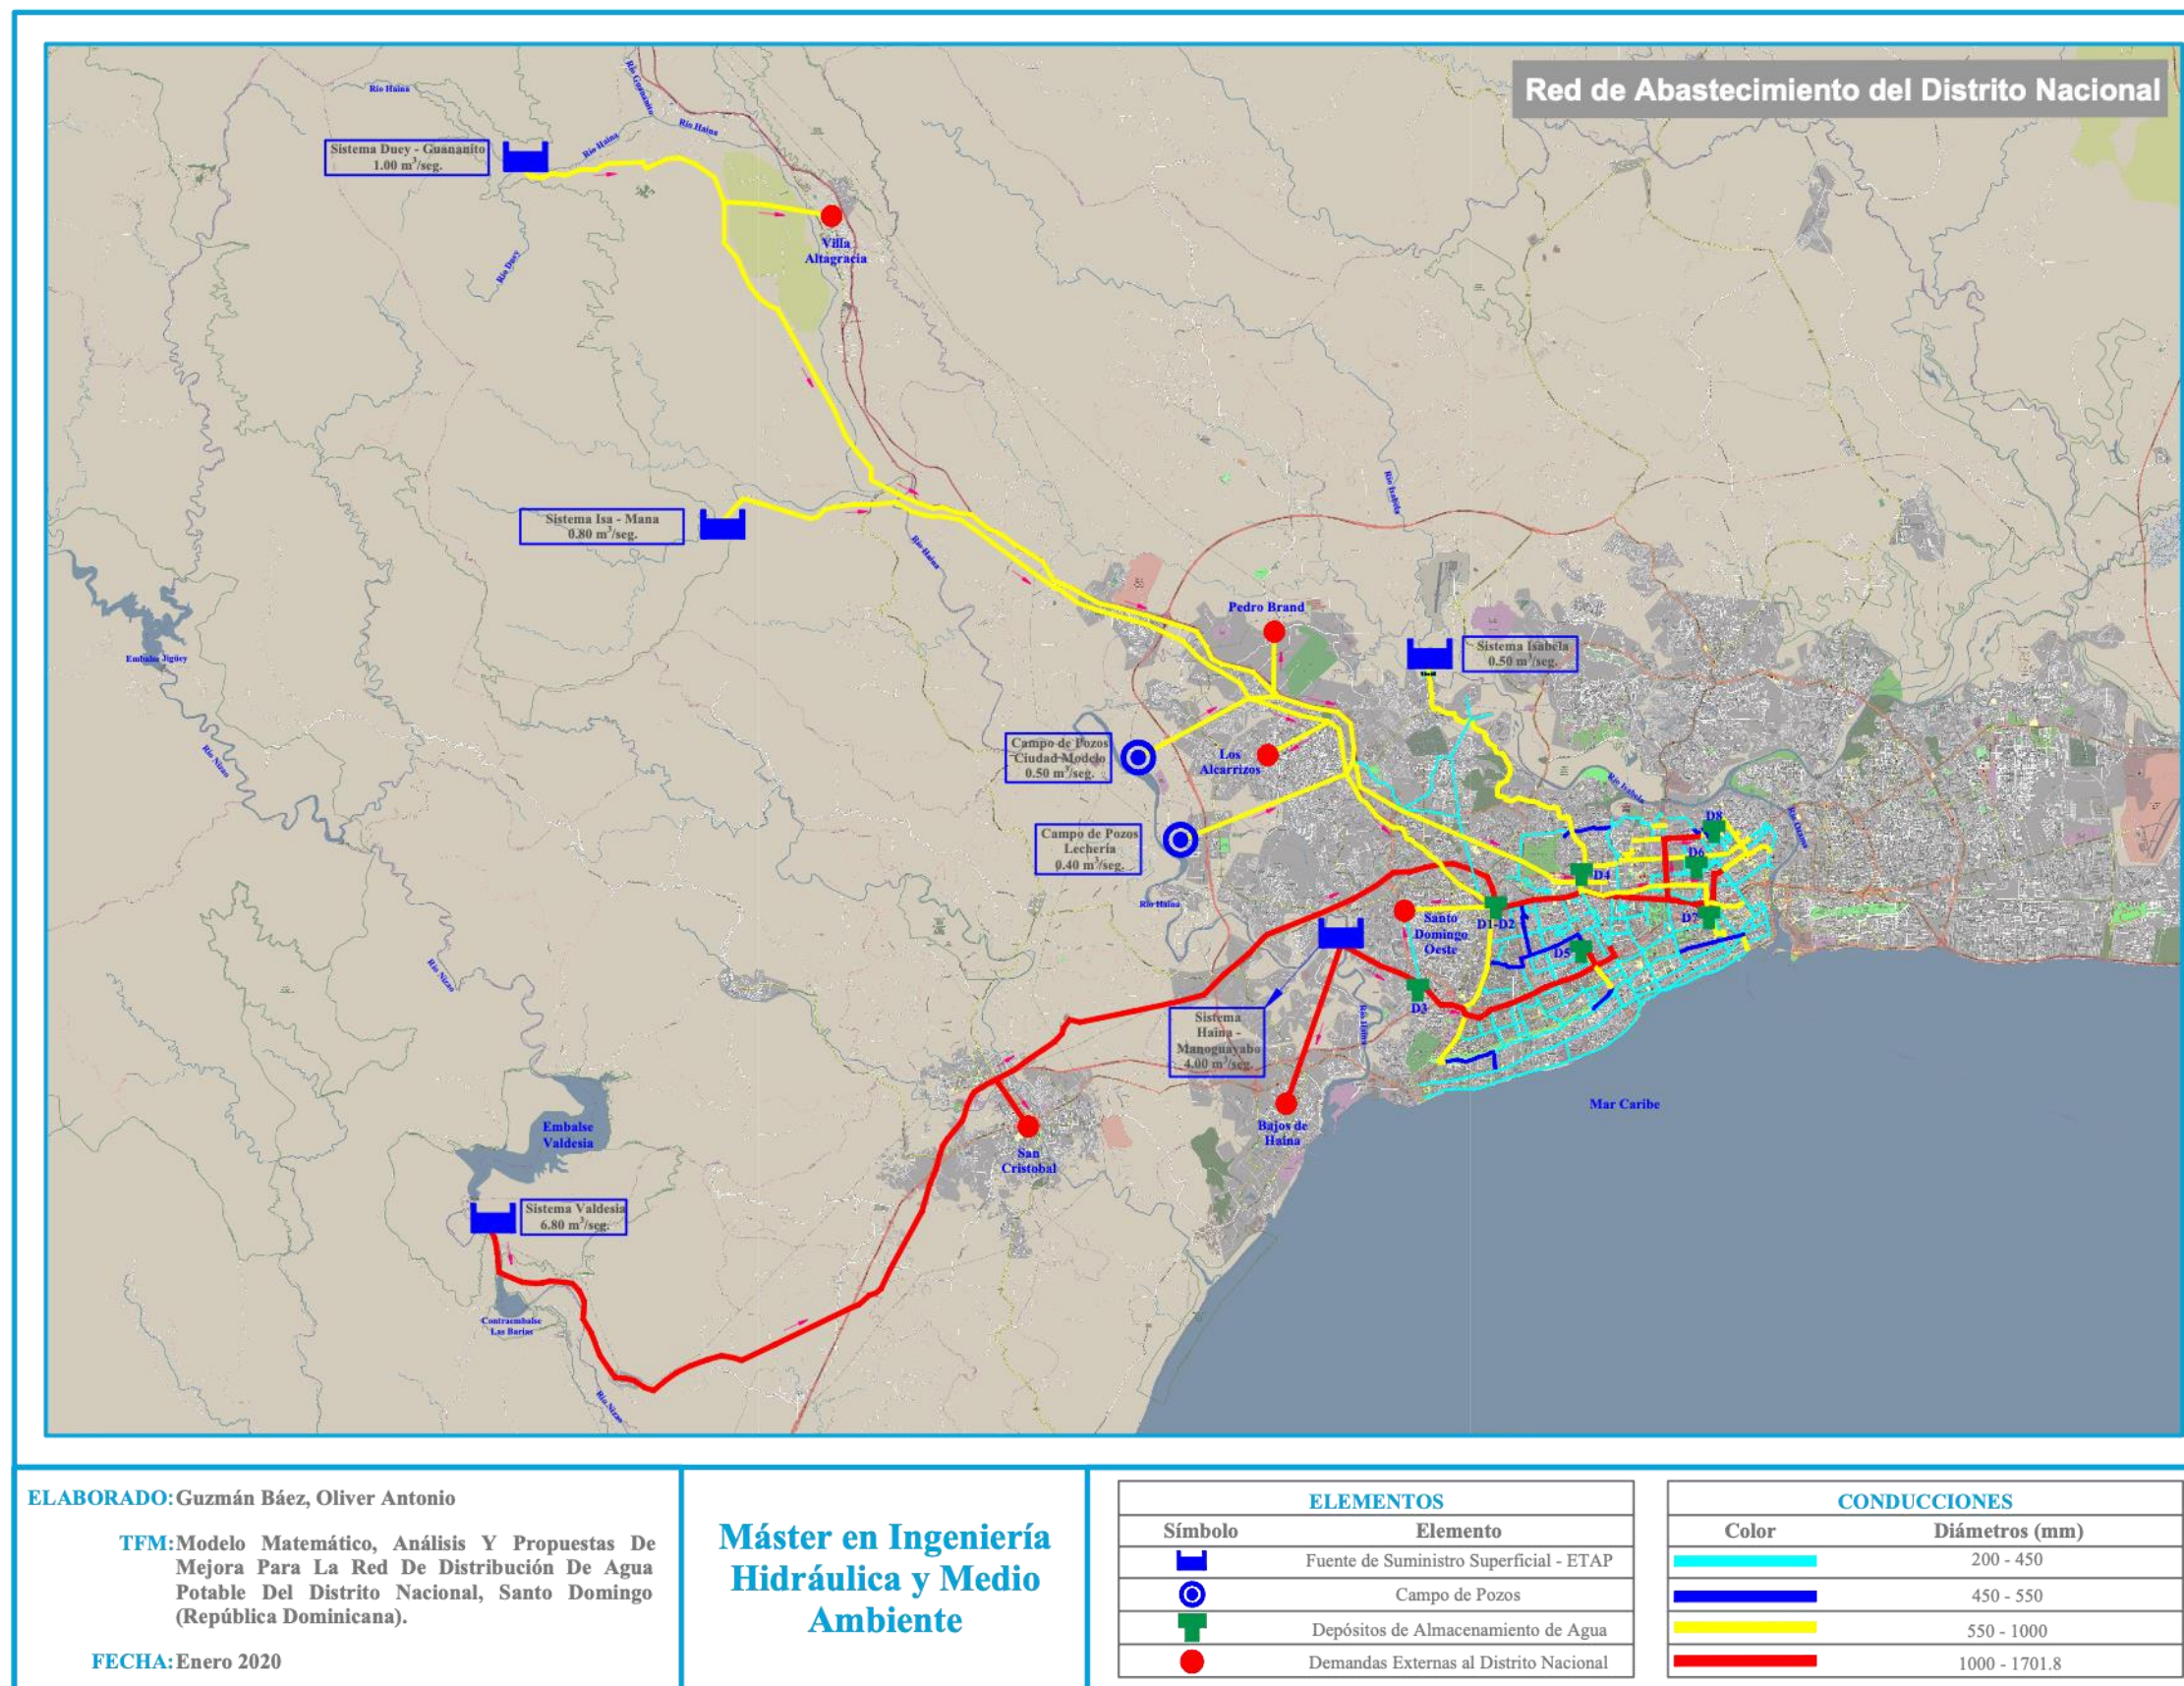 Red de Abastecimiento del Distrito Nacional
Río Haina
Río Guananito
Río Haina
Río Haina
Sistema Duey - Guananito
1.00 m³/seg.
Villa
Altagracia
Río Duey
Sistema Isa - Mana
0.80 m³/seg.
Río Haina
Río Isabela
Pedro Brand
Sistema Isabela
0.50 m³/seg.
Embalse Jigüey
Río Nizao
Campo de Pozos
Ciudad Modelo
0.50 m³/seg.
Los
Alcarrizos
Río Isabela
Río Ozama
Campo de Pozos
Lechería
0.40 m³/seg.
D8
D6
D4
Río Haina
Santo
Domingo
Oeste
D1-D2
D7
D5
Río Nizao
D3
Sistema
Haina -
Manoguayabo
4.00 m³/seg.
Río Haina
Mar Caribe
Embalse
Valdesia
Bajos de
Haina
San
Cristobal
Sistema Valdesia
6.80 m³/seg.
Contraembalse
Las Barias
Río Nizao
ELABORADO: Guzmán Báez, Oliver Antonio
TFM: Modelo Matemático, Análisis Y Propuestas De
Mejora Para La Red De Distribución De Agua
Potable Del Distrito Nacional, Santo Domingo
(República Dominicana).
FECHA: Enero 2020
Máster en Ingeniería
Hidráulica y Medio
Ambiente
ELEMENTOS
Símbolo Elemento
Fuente de Suministro Superficial - ETAP
Campo de Pozos
Depósitos de Almacenamiento de Agua
Demandas Externas al Distrito Nacional
CONDUCCIONES
Color Diámetros (mm)
200 - 450
450 - 550
550 - 1000
1000 - 1701.8